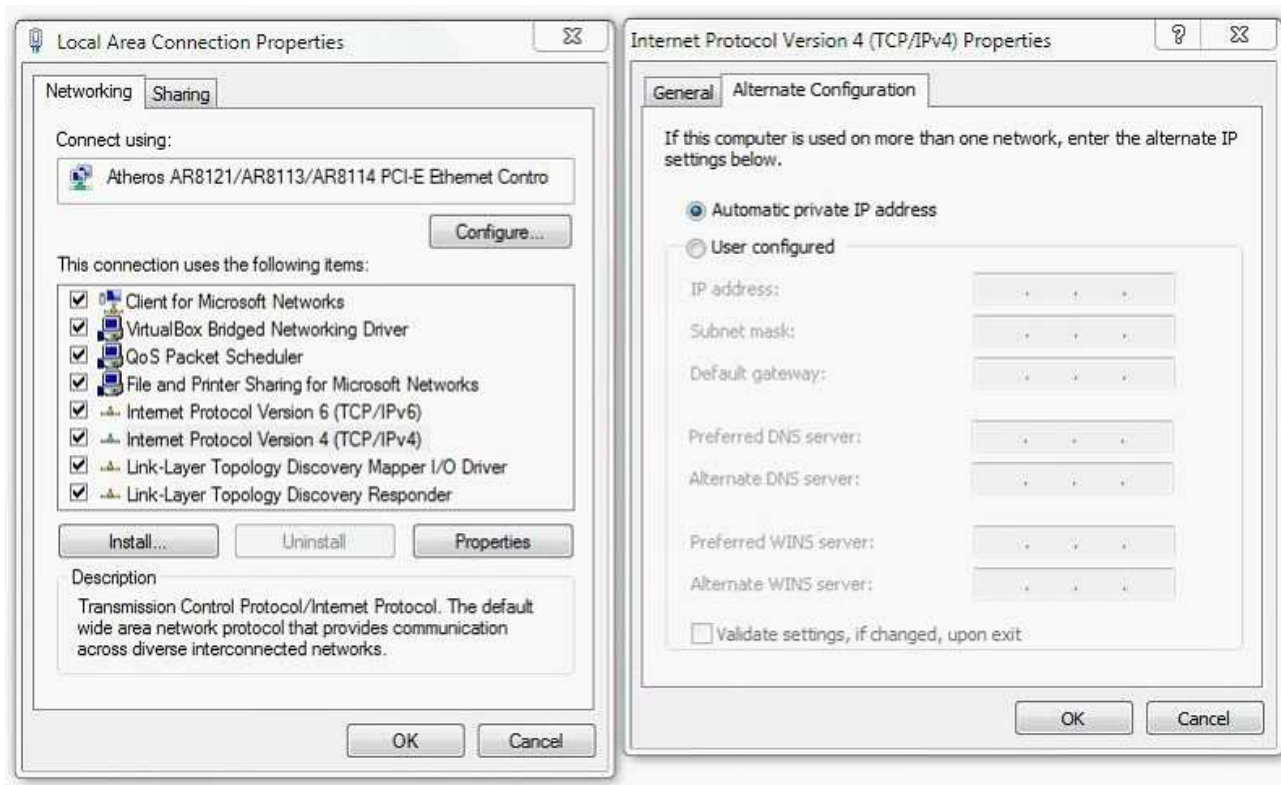 Local Area Connection Properties
Networking
Sharing
Connect using:
Atheros AR8121/AR8113/AR8114 PCI-E Ethernet Contro
Configure...
This connection uses the following items:
Client for Microsoft Networks
VirtualBox Bridged Networking Driver
QoS Packet Scheduler
File and Printer Sharing for Microsoft Networks
Internet Protocol Version 6 (TCP/IPv6)
Internet Protocol Version 4 (TCP/IPv4)
Link-Layer Topology Discovery Mapper I/O Driver
Link-Layer Topology Discovery Responder
Install...
Uninstall
Properties
Description
Transmission Control Protocol/Internet Protocol. The default
wide area network protocol that provides communication
across diverse interconnected networks.
OK
Cancel
Internet Protocol Version 4 (TCP/IPv4) Properties
General
Alternate Configuration
If this computer is used on more than one network, enter the alternate IP
settings below.
Automatic private IP address
User configured
IP address:
Subnet mask:
Default gateway:
Preferred DNS server:
Alternate DNS server:
Preferred WINS server:
Alternate WINS server:
Validate settings, if changed, upon exit
OK
Cancel